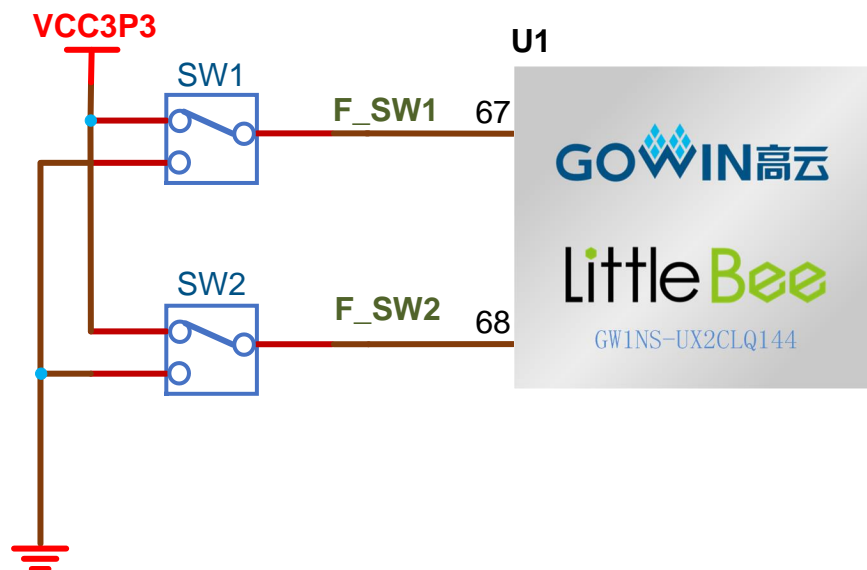 VCC3P3
U1
SW1
F_SW1
67
GOWIN高云
LittleBee
SW2
F_SW2
68
GW1NS-UX2CLQ144